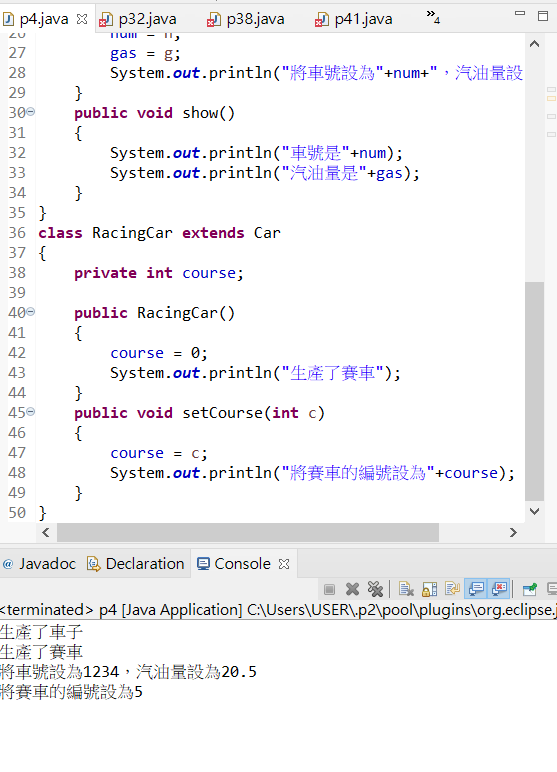 p4.java p32.java p38.java p41.java »4
26 num = n;
27 gas = g;
28 System.out.println("將車號設為"+num+"，汽油量設
29 }
30 public void show()
31 {
32 System.out.println("車號是"+num);
33 System.out.println("汽油量是"+gas);
34 }
35 }
36 class RacingCar extends Car
37 {
38 private int course;
39
40 public RacingCar()
41 {
42 course = 0;
43 System.out.println("生產了賽車");
44 }
45 public void setCourse(int c)
46 {
47 course = c;
48 System.out.println("將賽車的編號設為"+course);
49 }
50 }
@ Javadoc Declaration Console
<terminated> p4 [Java Application] C:\Users\USER\.p2\pool\plugins\org.eclipse.j
生產了車子
生產了賽車
將車號設為1234，汽油量設為20.5
將賽車的編號設為5